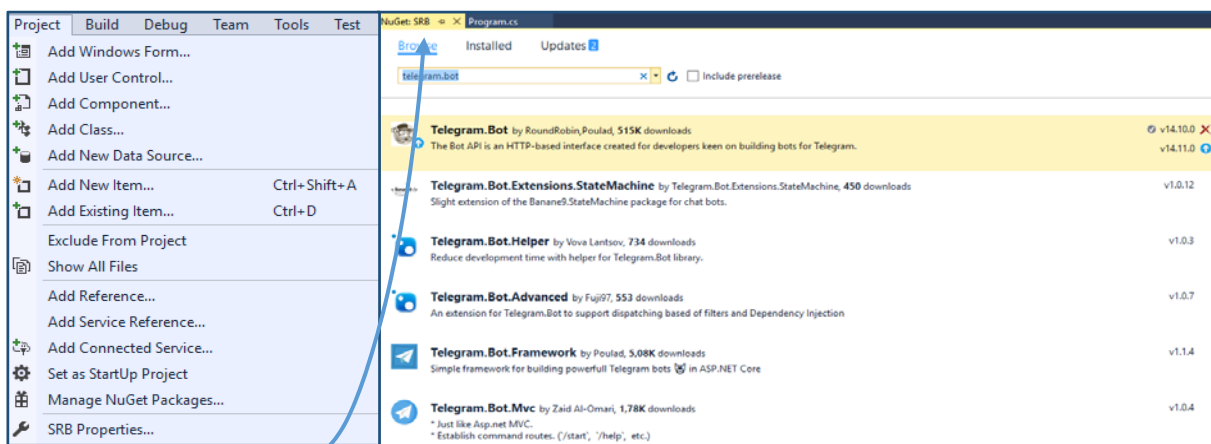 Project Build Debug Team Tools Test
Add Windows Form...
Add User Control...
Add Component...
Add Class...
Add New Data Source...
Add New Item... Ctrl+Shift+A
Add Existing Item... Ctrl+D
Exclude From Project
Show All Files
Add Reference...
Add Service Reference...
Add Connected Service...
Set as StartUp Project
Manage NuGet Packages...
SRB Properties...
NuGet: SRB Program.cs
Browse Installed Updates 2
telegram.bot Include prerelease
Telegram.Bot by RoundRobin,Poulad, 515K downloads v14.10.0
The Bot API is an HTTP-based interface created for developers keen on building bots for Telegram. v14.11.0
Telegram.Bot.Extensions.StateMachine by Telegram.Bot.Extensions.StateMachine, 450 downloads v1.0.12
Slight extension of the Banane9.StateMachine package for chat bots.
Telegram.Bot.Helper by Vova Lantsov, 734 downloads v1.0.3
Reduce development time with helper for Telegram.Bot library.
Telegram.Bot.Advanced by Fuji97, 553 downloads v1.0.7
An extension for Telegram.Bot to support dispatching based of filters and Dependency Injection
Telegram.Bot.Framework by Poulad, 5,08K downloads v1.1.4
Simple framework for building powerfull Telegram bots 🤖 in ASP.NET Core
Telegram.Bot.Mvc by Zaid Al-Omari, 1,78K downloads v1.0.4
* Just like Asp.net MVC.
* Establish command routes. ('/start', '/help', etc.)